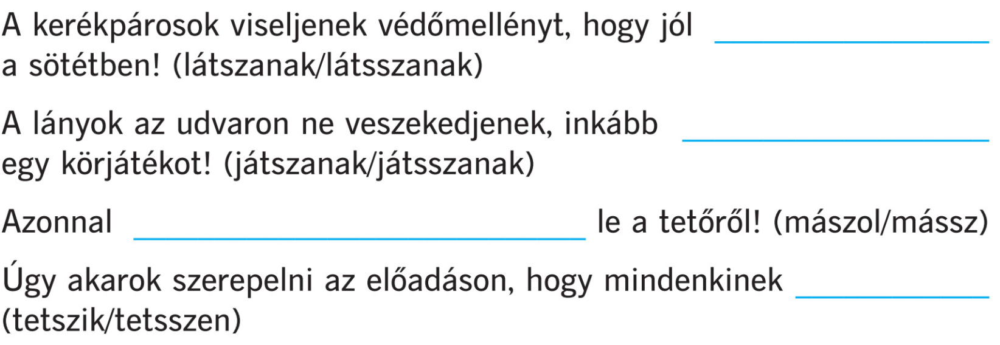 A kerékpárosok viseljenek védőmellényt, hogy jól
a sötétben! (látszanak/látsszanak)
A lányok az udvaron ne veszekedjenek, inkább
egy körjátékot! (játszanak/játsszanak)
Azonnal le a tetőről! (mászol/mássz)
Úgy akarok szerepelni az előadáson, hogy mindenkinek
(tetszik/tetsszen)